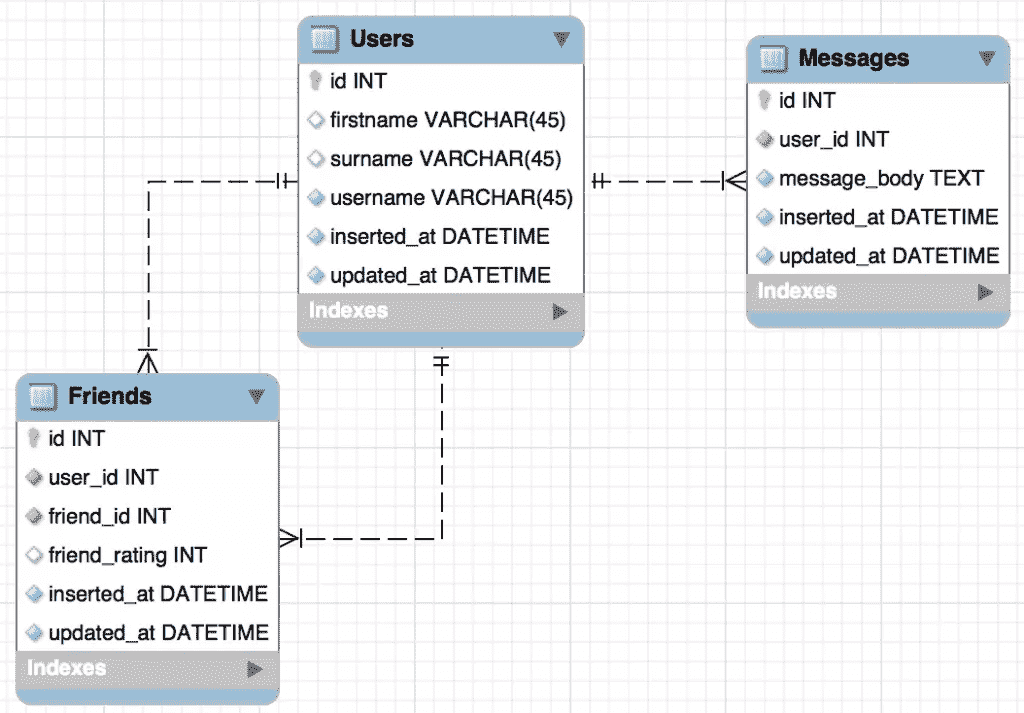 Users
id INT
firstname VARCHAR(45)
surname VARCHAR(45)
username VARCHAR(45)
inserted_at DATETIME
updated_at DATETIME
Indexes
Messages
id INT
user_id INT
message_body TEXT
inserted_at DATETIME
updated_at DATETIME
Indexes
Friends
id INT
user_id INT
friend_id INT
friend_rating INT
inserted_at DATETIME
updated_at DATETIME
Indexes